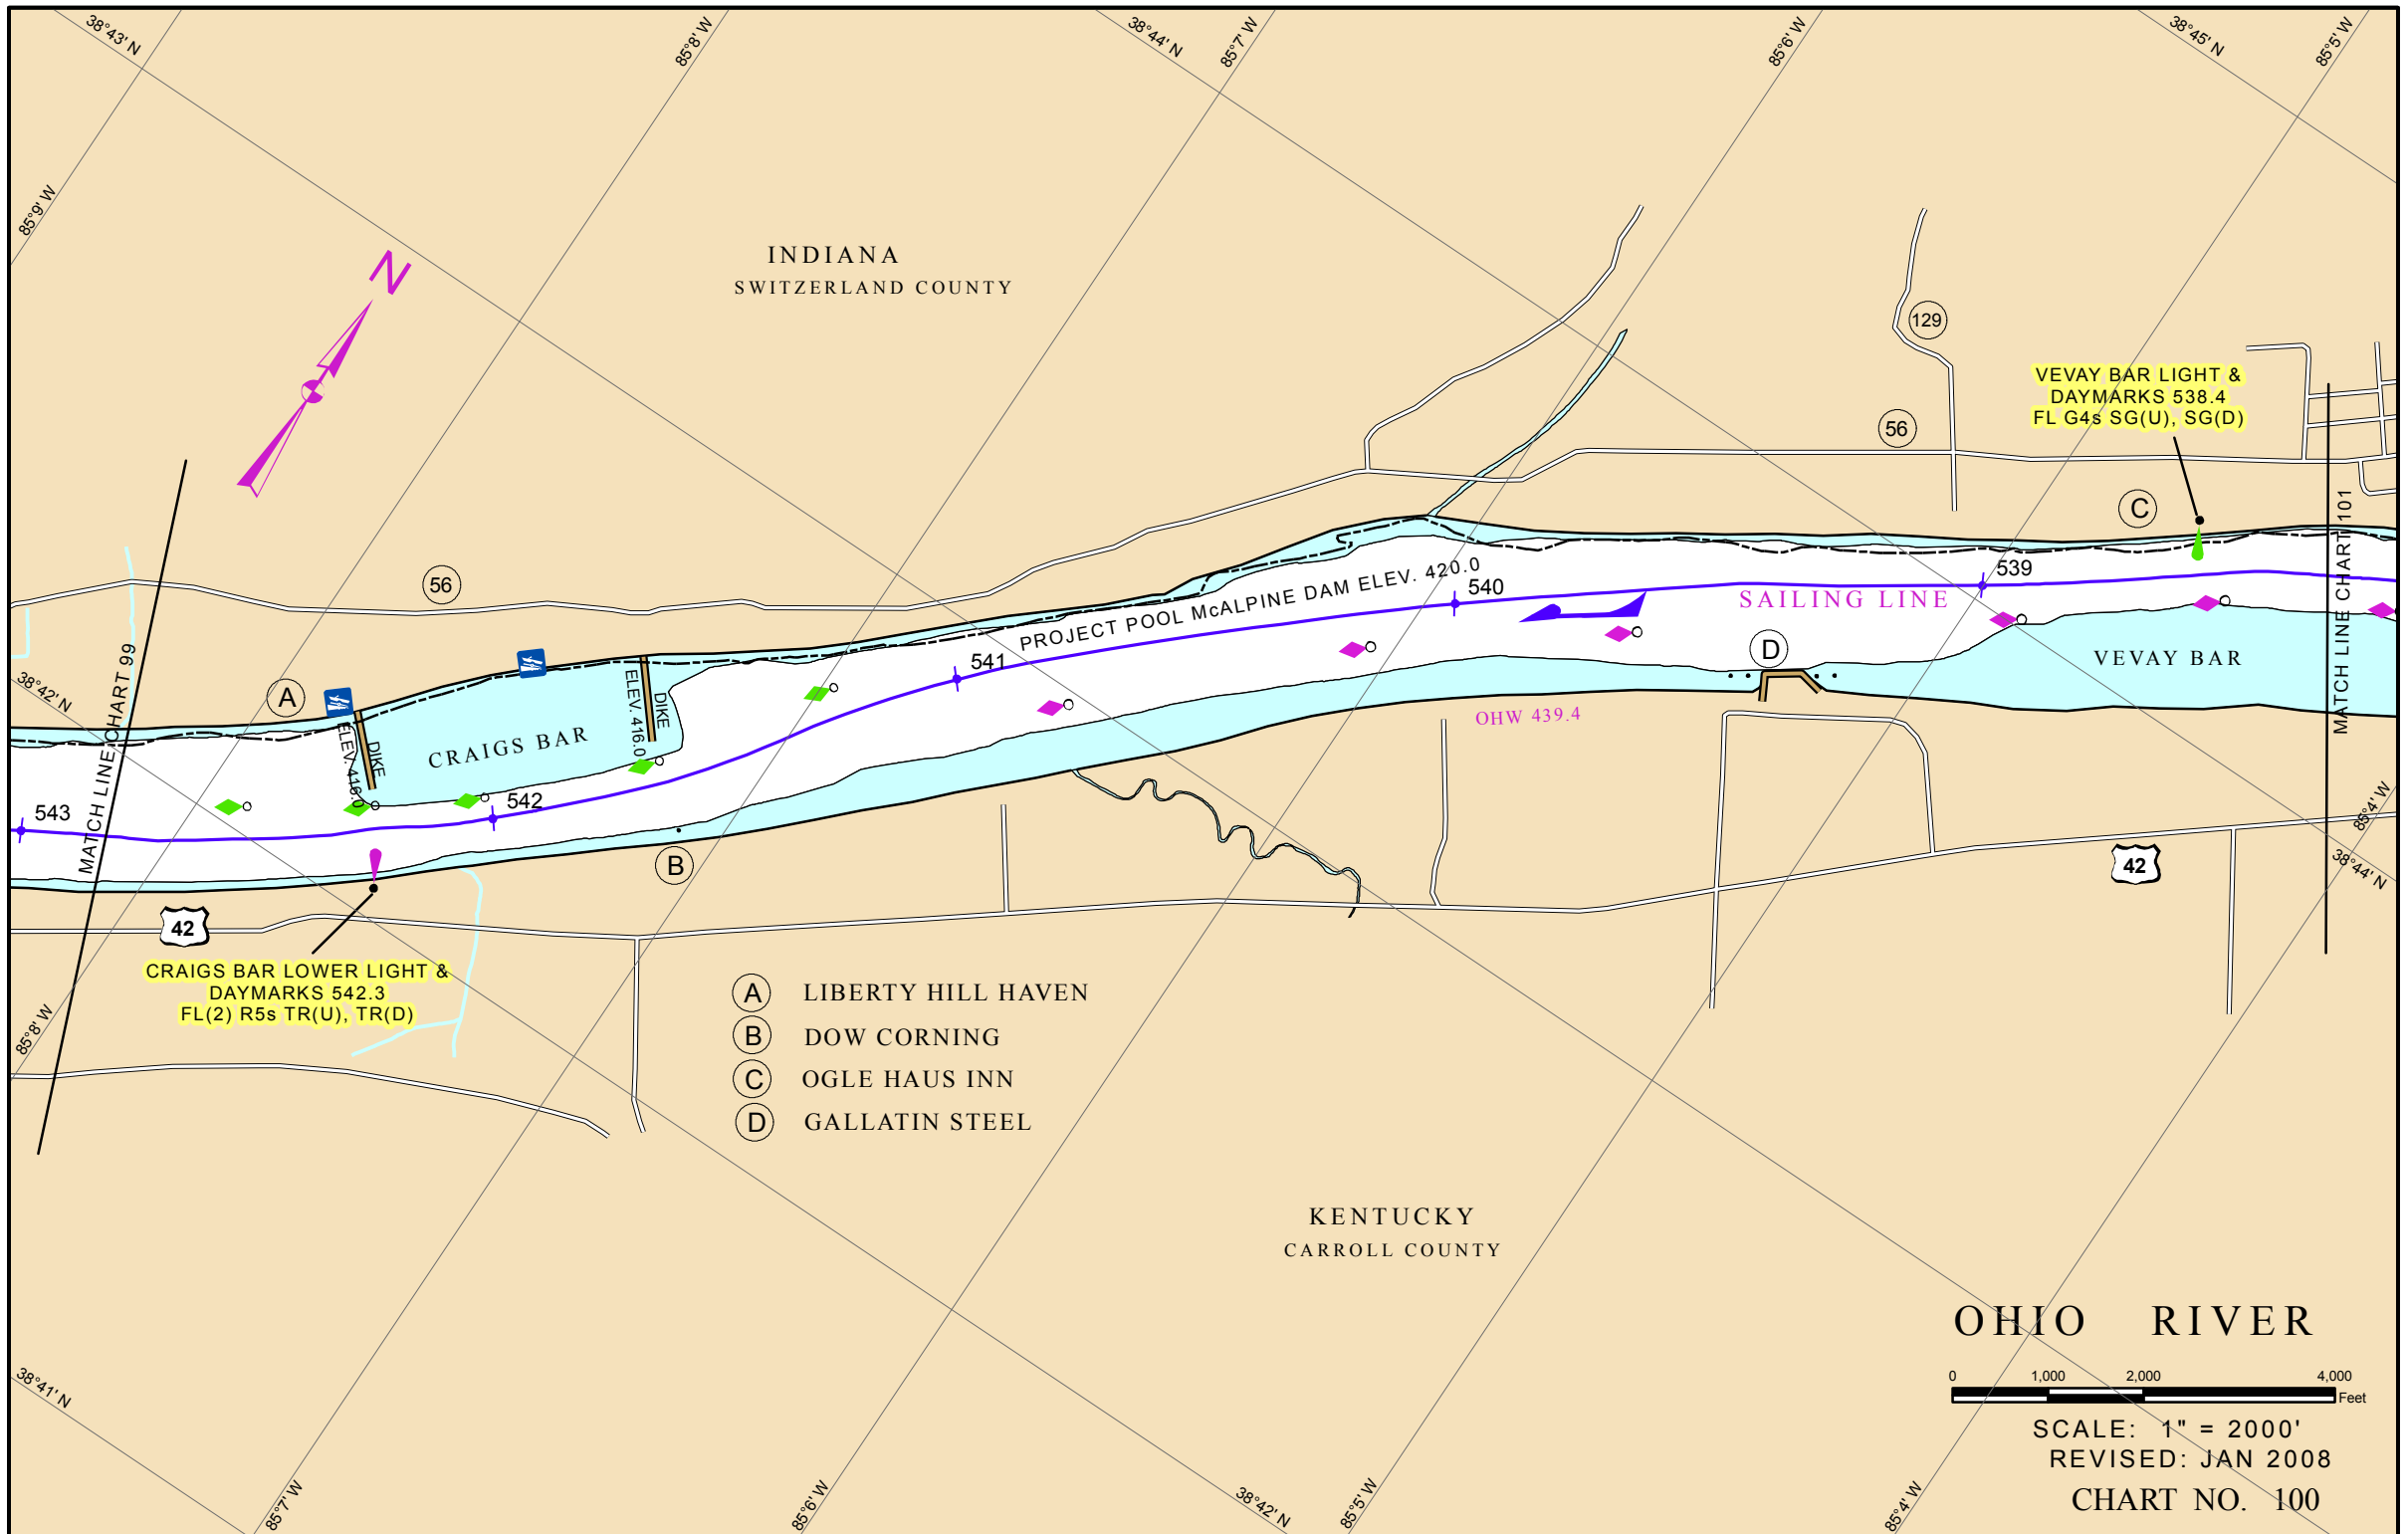 38°43' N
85°8' W
38°44' N
85°7' W
85°6' W
38°45' N
85°5' W
85°9' W
N
INDIANA
SWITZERLAND COUNTY
129
VEVAY BAR LIGHT &
DAYMARKS 538.4
FL G4s SG(U), SG(D)
56
C
MATCH LINE CHART 101
56
PROJECT POOL McALPINE DAM ELEV. 420.0
540
539
SAILING LINE
541
D
VEVAY BAR
MATCH LINE CHART 99
38°42' N
A
DIKE
ELEV. 416.0
DIKE
ELEV. 416.0
CRAIGS BAR
OHW 439.4
543
542
B
85°4' W
38°44' N
42
42
CRAIGS BAR LOWER LIGHT &
DAYMARKS 542.3
FL(2) R5s TR(U), TR(D)
85°8' W
A LIBERTY HILL HAVEN
B DOW CORNING
C OGLE HAUS INN
D GALLATIN STEEL
KENTUCKY
CARROLL COUNTY
OHIO RIVER
0 1,000 2,000 4,000
Feet
SCALE: 1" = 2000'
REVISED: JAN 2008
CHART NO. 100
38°41' N
85°7' W
85°6' W
38°42' N
85°5' W
85°4' W